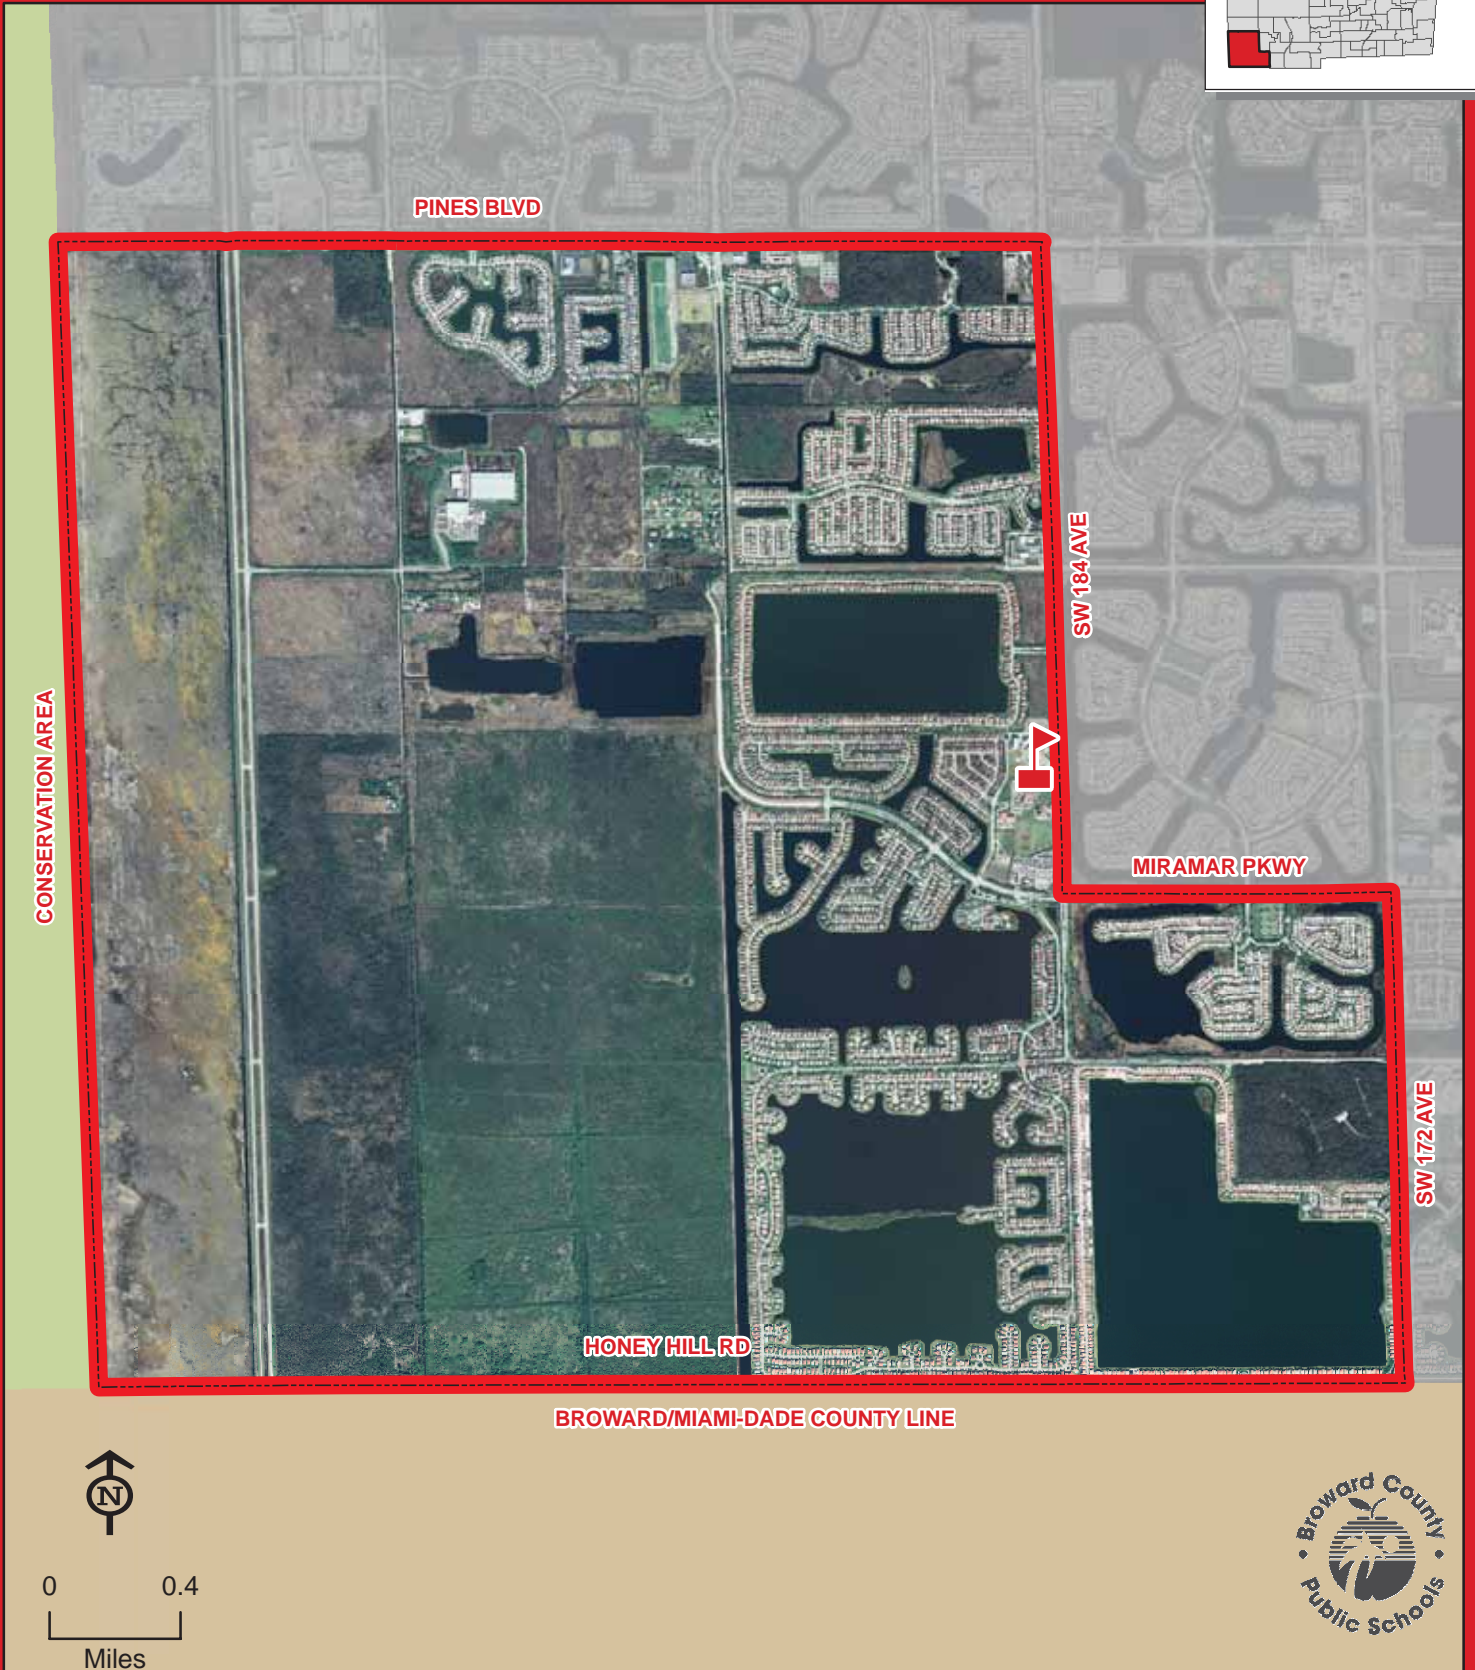 PINES BLVD
SW 184 AVE
CONSERVATION AREA
MIRAMAR PKWY
SW 172 AVE
HONEY HILL RD
BROWARD/MIAMI-DADE COUNTY LINE
N
0 0.4
Miles
Broward County
Public Schools